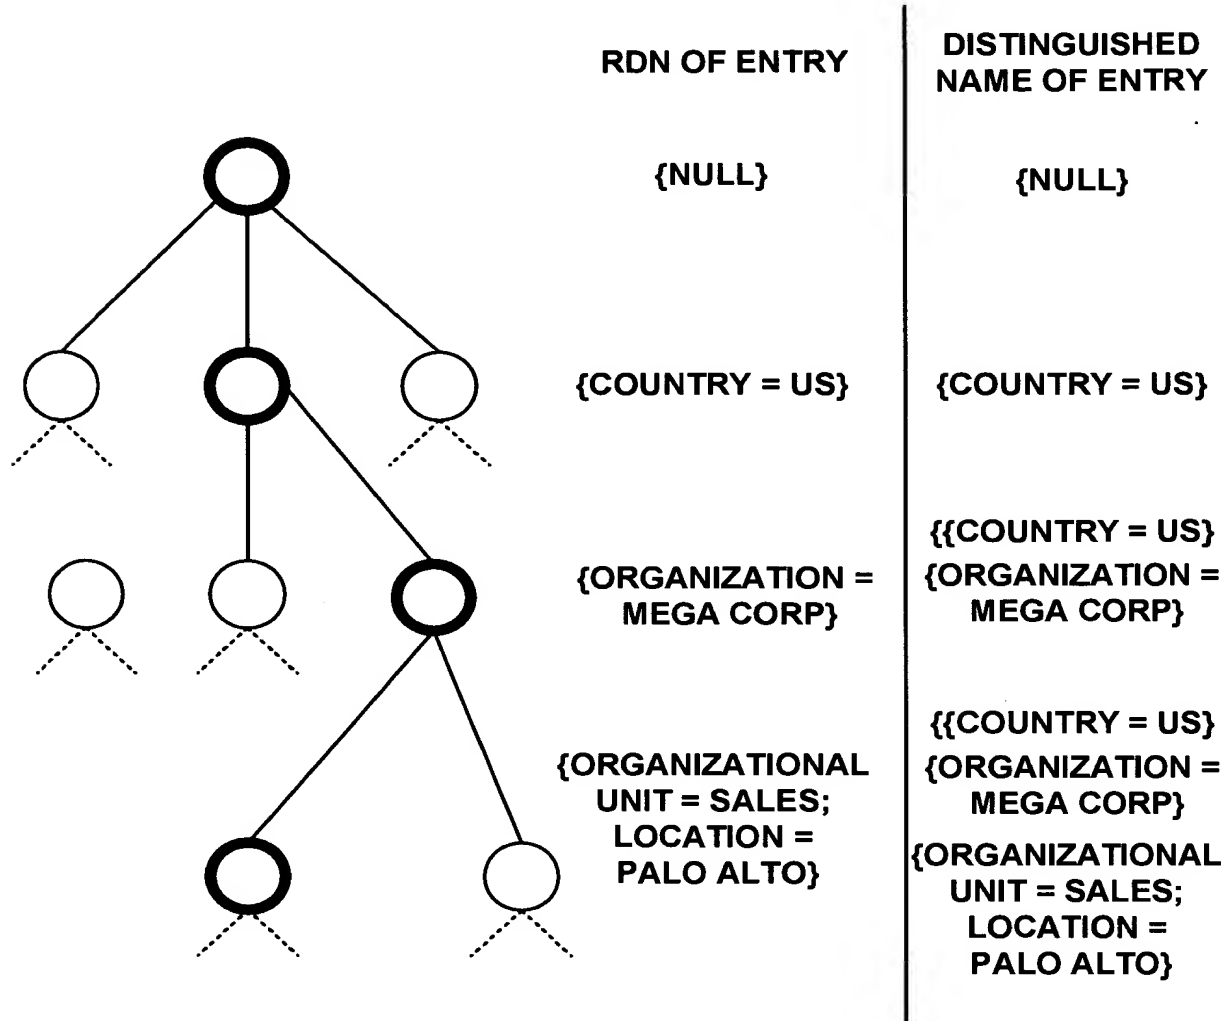 RDN OF ENTRY
DISTINGUISHED
NAME OF ENTRY
{NULL}
{NULL}
{COUNTRY = US}
{COUNTRY = US}
{ORGANIZATION =
MEGA CORP}
{{COUNTRY = US}
{ORGANIZATION =
MEGA CORP}
{ORGANIZATIONAL
UNIT = SALES;
LOCATION =
PALO ALTO}
{{COUNTRY = US}
{ORGANIZATION =
MEGA CORP}
{ORGANIZATIONAL
UNIT = SALES;
LOCATION =
PALO ALTO}